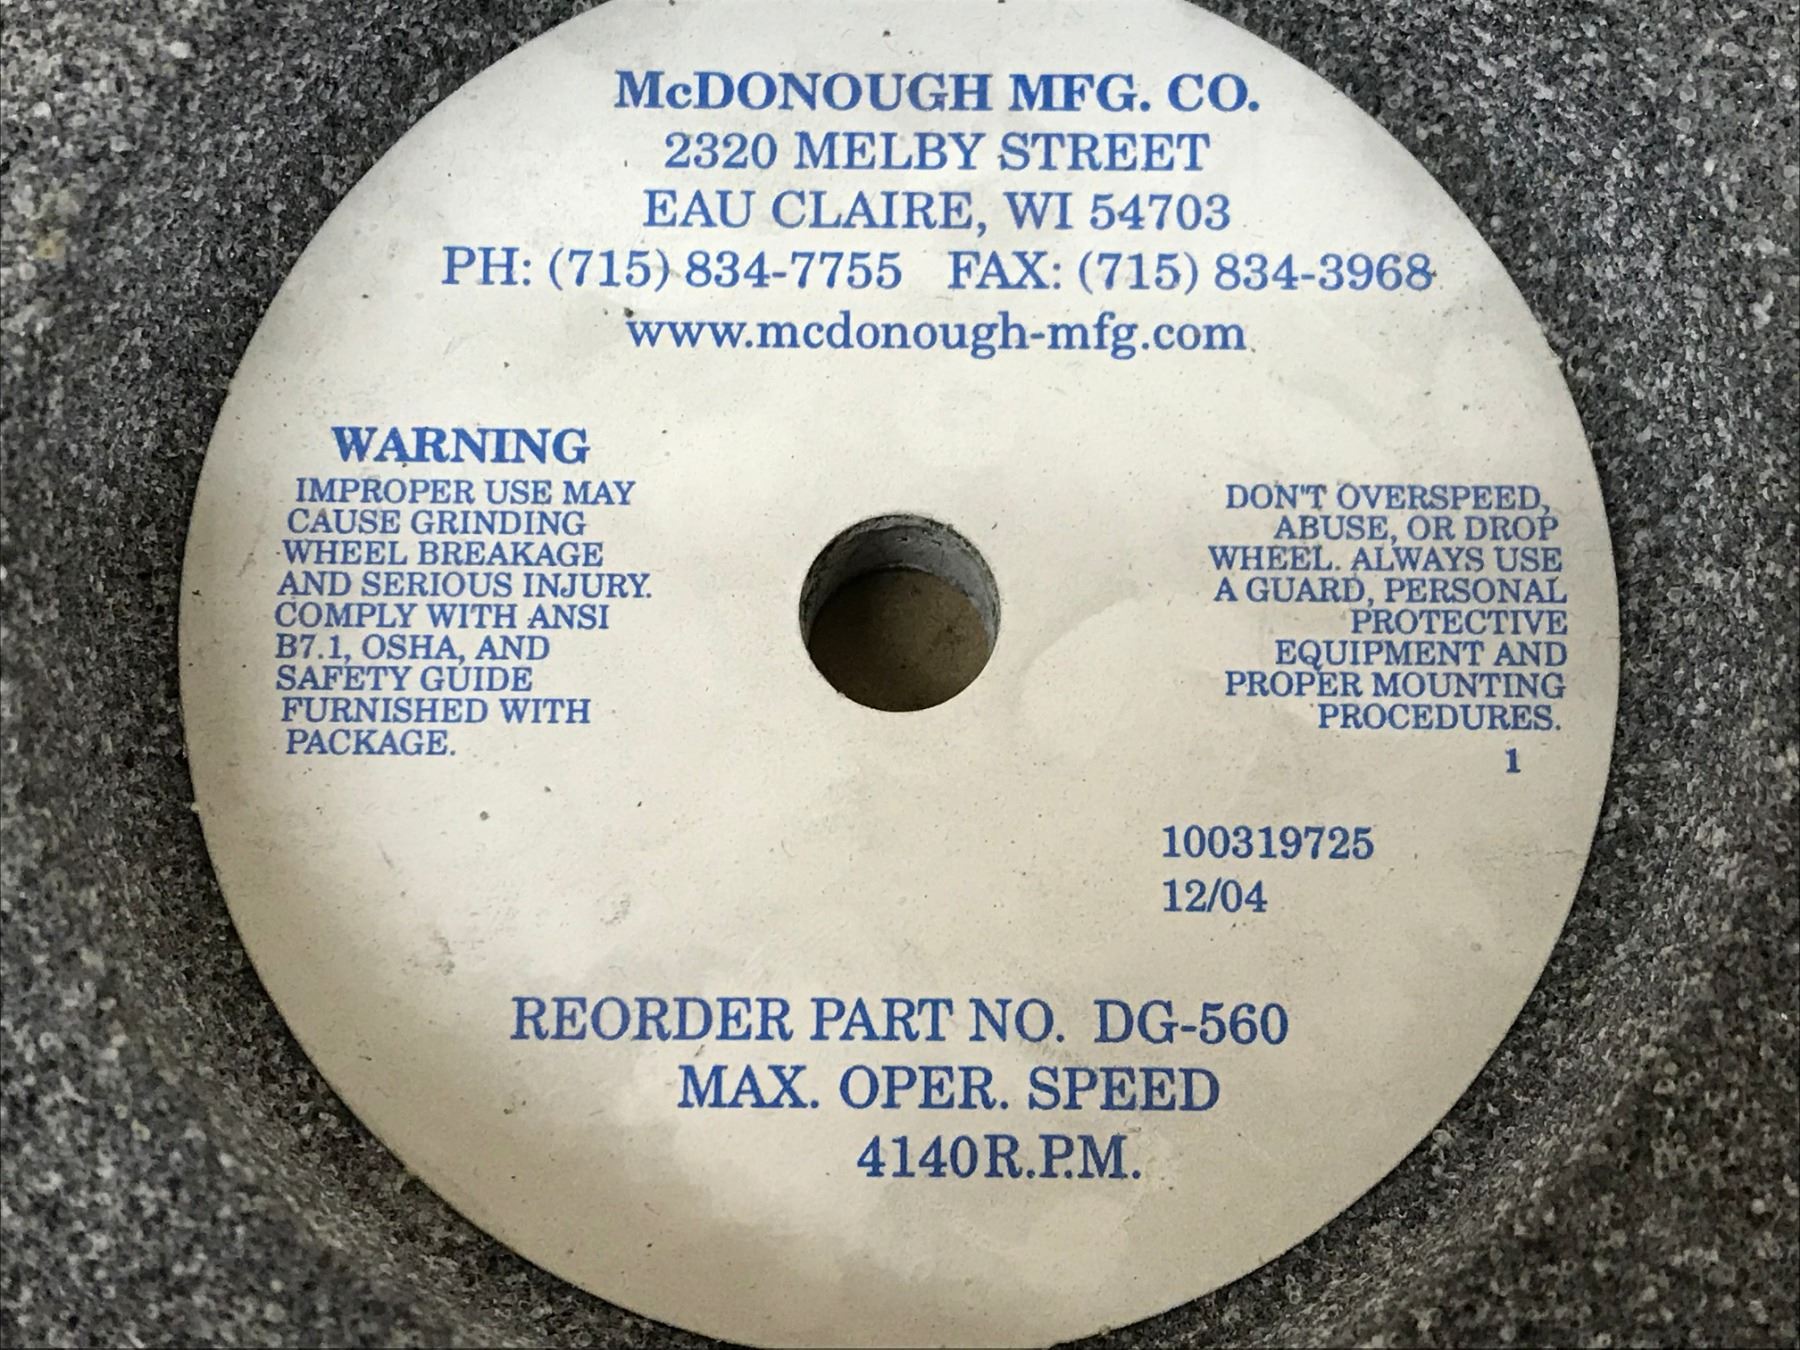 McDONOUGH MFG. CO.
2320 MELBY STREET
EAU CLAIRE, WI 54703
PH: (715) 834-7755 FAX: (715) 834-3968
www.mcdonough-mfg.com
WARNING
IMPROPER USE MAY
CAUSE GRINDING
WHEEL BREAKAGE
AND SERIOUS INJURY.
COMPLY WITH ANSI
B7.1, OSHA, AND
SAFETY GUIDE
FURNISHED WITH
PACKAGE.
DON'T OVERSPEED,
ABUSE, OR DROP
WHEEL. ALWAYS USE
A GUARD, PERSONAL
PROTECTIVE
EQUIPMENT AND
PROPER MOUNTING
PROCEDURES.
1
100319725
12/04
REORDER PART NO. DG-560
MAX. OPER. SPEED
4140 R.P.M.